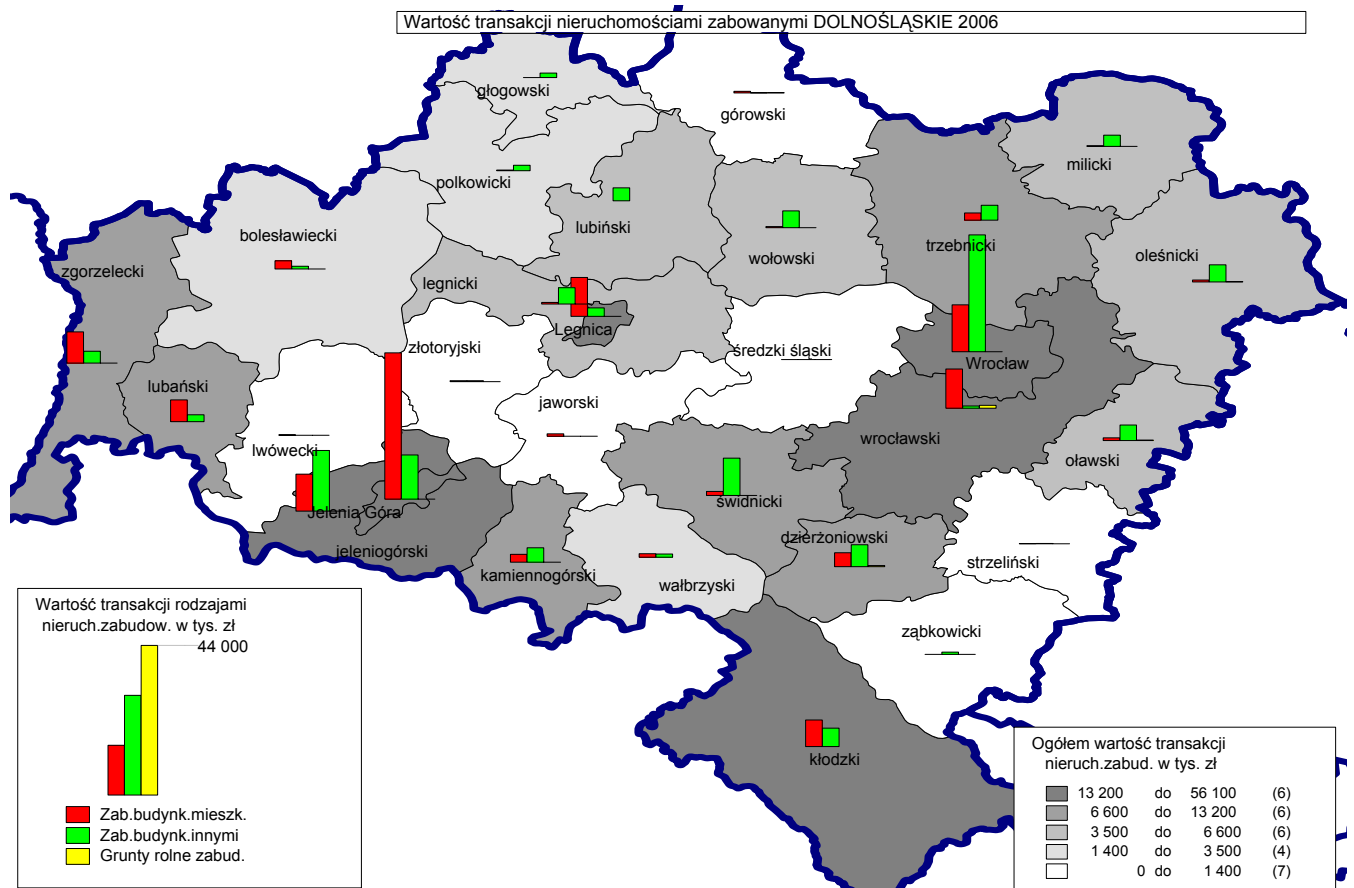 Wartość transakcji nieruchomościami zabowanymi DOLNOŚLĄSKIE 2006
głogowski
górowski
milicki
polkowicki
lubiński
wołowski
trzebnicki
oleśnicki
bolesławiecki
zgorzelecki
legnicki
Legnica
złotoryjski
średzki śląski
Wrocław
lubański
jaworski
wrocławski
oławski
lwówecki
Jelenia Góra
świdnicki
jeleniogórski
kamiennogórski
wałbrzyski
dzierżoniowski
strzeliński
ząbkowicki
kłodzki
Wartość transakcji rodzajami
nieruch.zabudow. w tys. zł
44 000
Zab.budynk.mieszk.
Zab.budynk.innymi
Grunty rolne zabud.
Ogółem wartość transakcji
nieruch.zabud. w tys. zł
13 200 do 56 100 (6)
6 600 do 13 200 (6)
3 500 do 6 600 (6)
1 400 do 3 500 (4)
0 do 1 400 (7)